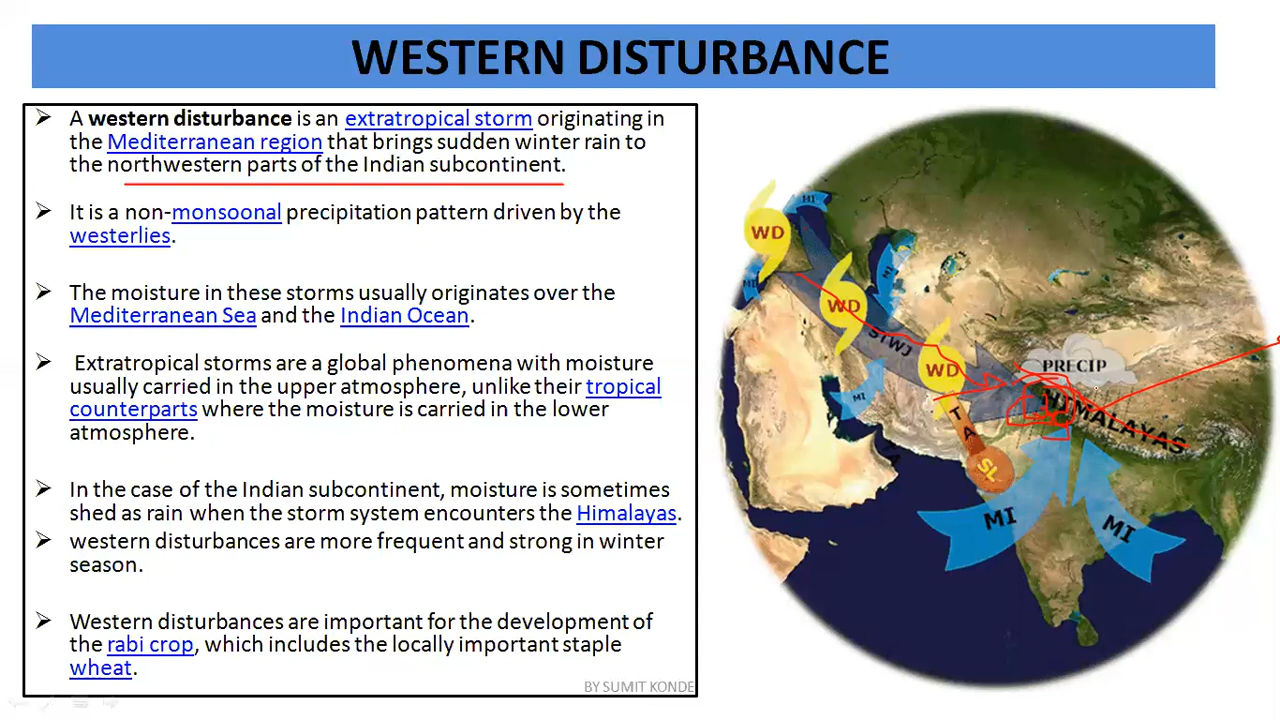 WESTERN DISTURBANCE
➢ A western disturbance is an extratropical storm originating in
the Mediterranean region that brings sudden winter rain to
the northwestern parts of the Indian subcontinent.
➢ It is a non-monsoonal precipitation pattern driven by the
westerlies.
➢ The moisture in these storms usually originates over the
Mediterranean Sea and the Indian Ocean.
➢ Extratropical storms are a global phenomena with moisture
usually carried in the upper atmosphere, unlike their tropical
counterparts where the moisture is carried in the lower
atmosphere.
➢ In the case of the Indian subcontinent, moisture is sometimes
shed as rain when the storm system encounters the Himalayas.
➢ western disturbances are more frequent and strong in winter
season.
➢ Western disturbances are important for the development of
the rabi crop, which includes the locally important staple
wheat.
BY SUMIT KONDE
MI
WD
MI
MI
WD
STWJ
WD
PRECIP
MI
HIMALAYAS
TA
SL
MI
MI